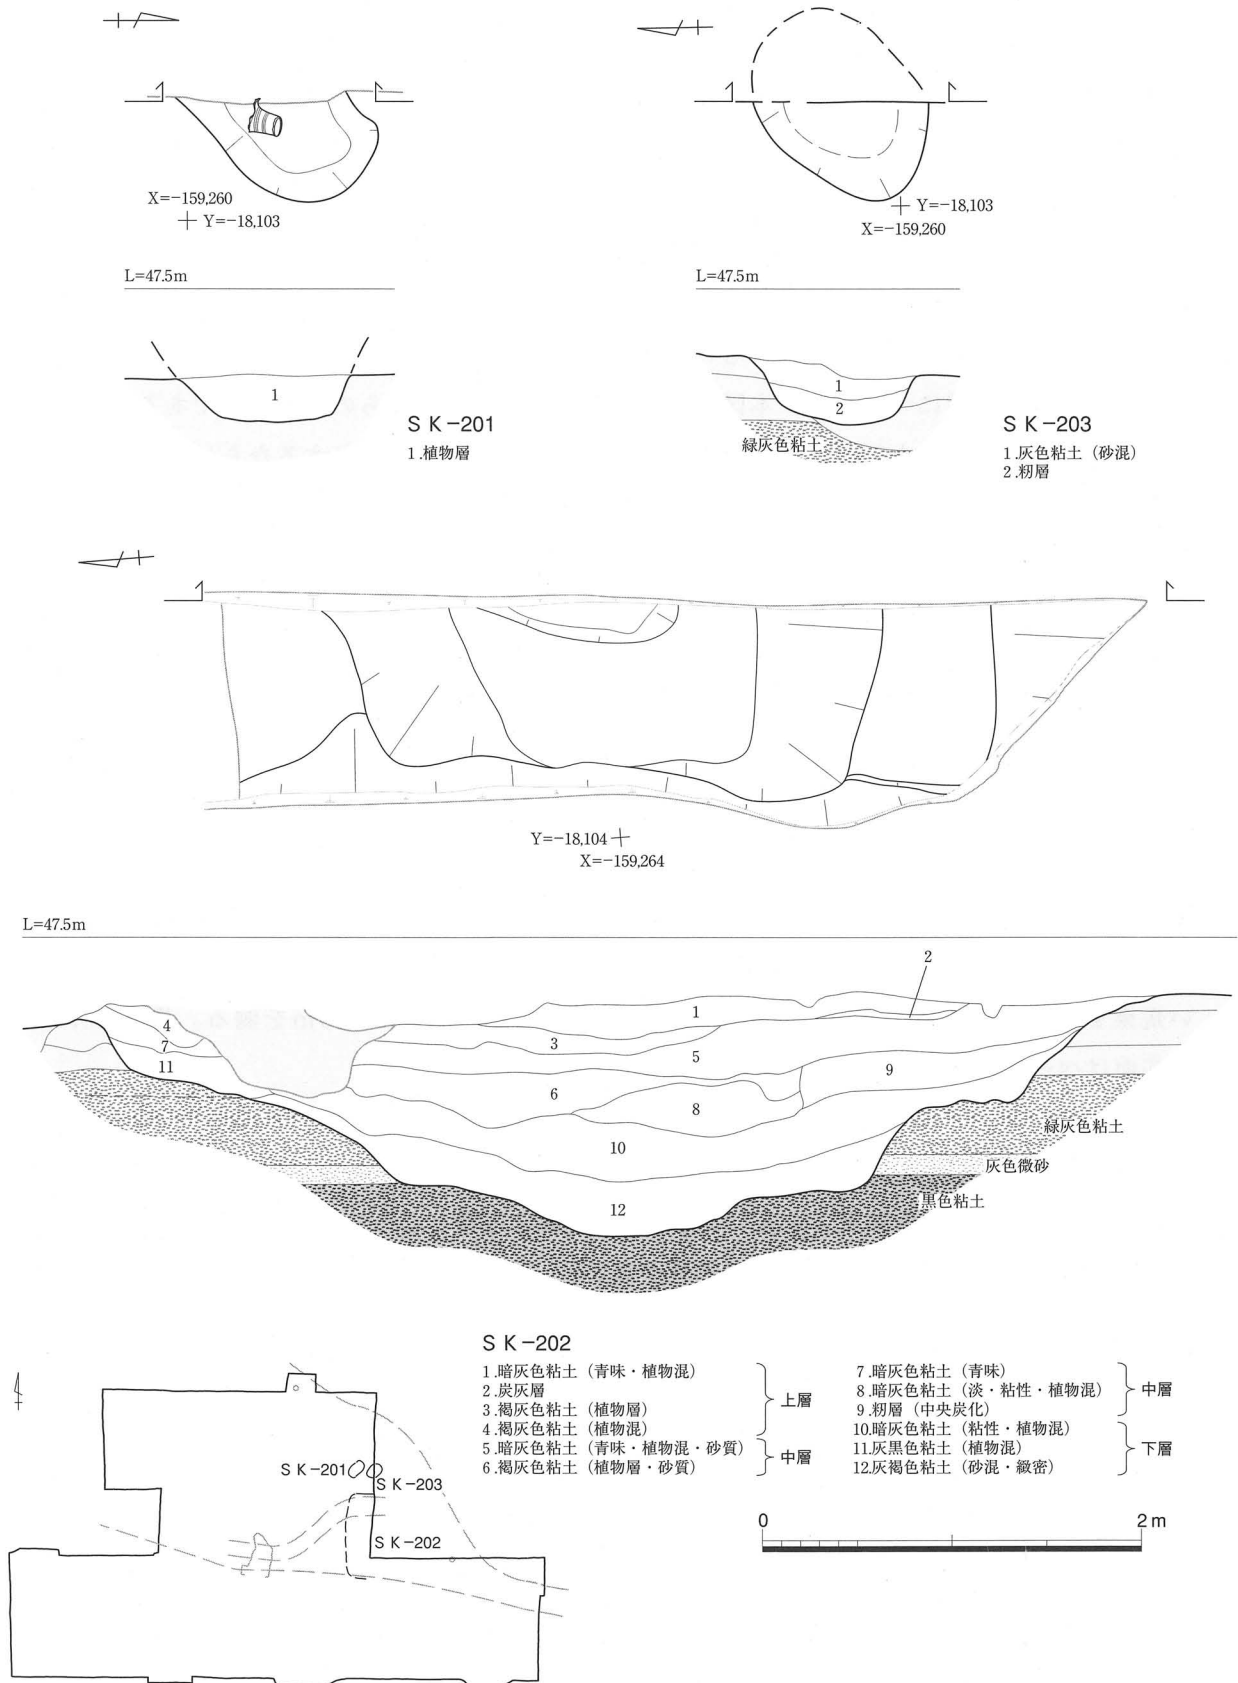 X=-159,260
Y=-18,103
Y=-18,103
X=-159,260
L=47.5m
L=47.5m
1
1
2
緑灰色粘土
SK-201
1.植物層
SK-203
1.灰色粘土（砂混）
2.籾層
Y=-18,104
X=-159,264
L=47.5m
2
1
4
3
7
5
11
9
6
8
緑灰色粘土
10
灰色微砂
黒色粘土
12
SK-202
1.暗灰色粘土（青味・植物混）
2.炭灰層
3.褐灰色粘土（植物層）
4.褐灰色粘土（植物混）
上層
5.暗灰色粘土（青味・植物混・砂質）
6.褐灰色粘土（植物層・砂質）
中層
7.暗灰色粘土（青味）
8.暗灰色粘土（淡・粘性・植物混）
9.籾層（中央炭化）
中層
10.暗灰色粘土（粘性・植物混）
11.灰黒色粘土（植物混）
12.灰褐色粘土（砂混・緻密）
下層
SK-201
SK-203
SK-202
0
2m